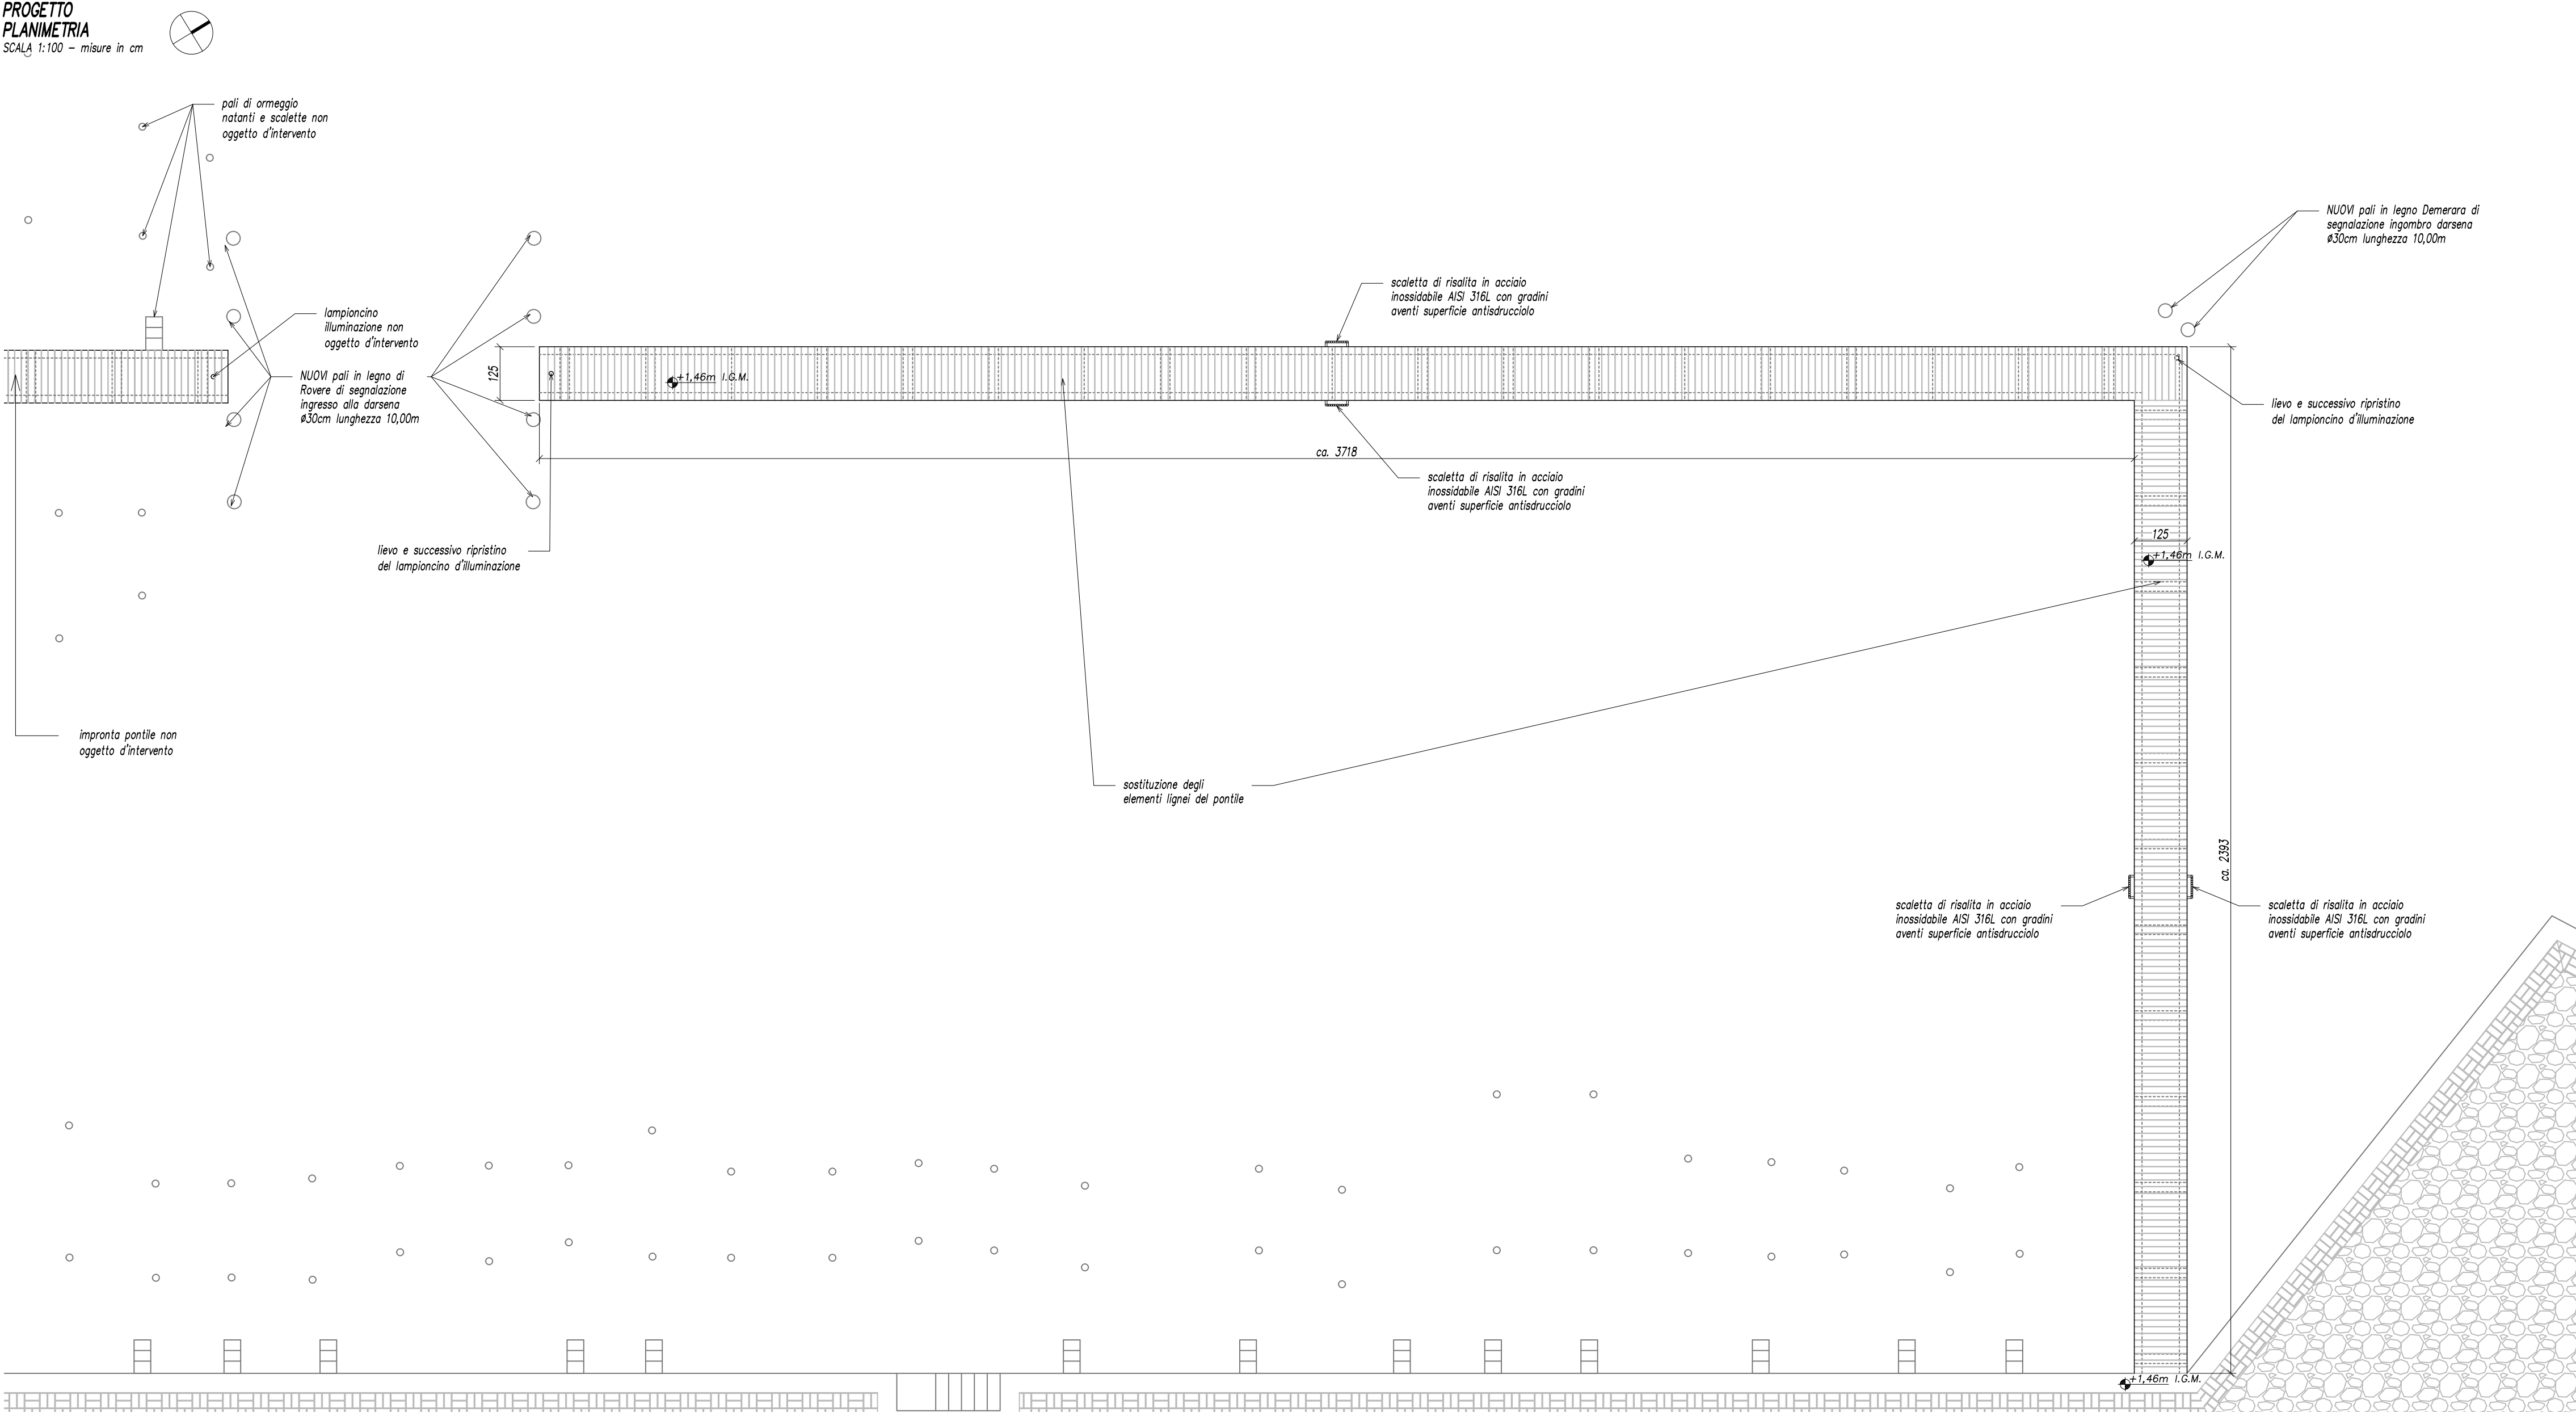 PROGETTO
PLANIMETRIA
SCALA 1:100 - misure in cm
pali di ormeggio
natanti e scalette non
oggetto d'intervento
NUOVI pali in legno Demerara di
segnalazione ingombro darsena
ø30cm lunghezza 10,00m
scaletta di risalita in acciaio
inossidabile AISI 316L con gradini
aventi superficie antisdrucciolo
lampioncino
illuminazione non
oggetto d'intervento
NUOVI pali in legno di
Rovere di segnalazione
ingresso alla darsena
ø30cm lunghezza 10,00m
125
+1,46m I.G.M.
lievo e successivo ripristino
del lampioncino d'illuminazione
ca. 3718
scaletta di risalita in acciaio
inossidabile AISI 316L con gradini
aventi superficie antisdrucciolo
lievo e successivo ripristino
del lampioncino d'illuminazione
125
+1,46m I.G.M.
impronta pontile non
oggetto d'intervento
sostituzione degli
elementi lignei del pontile
ca. 2393
scaletta di risalita in acciaio
inossidabile AISI 316L con gradini
aventi superficie antisdrucciolo
scaletta di risalita in acciaio
inossidabile AISI 316L con gradini
aventi superficie antisdrucciolo
+1,46m I.G.M.